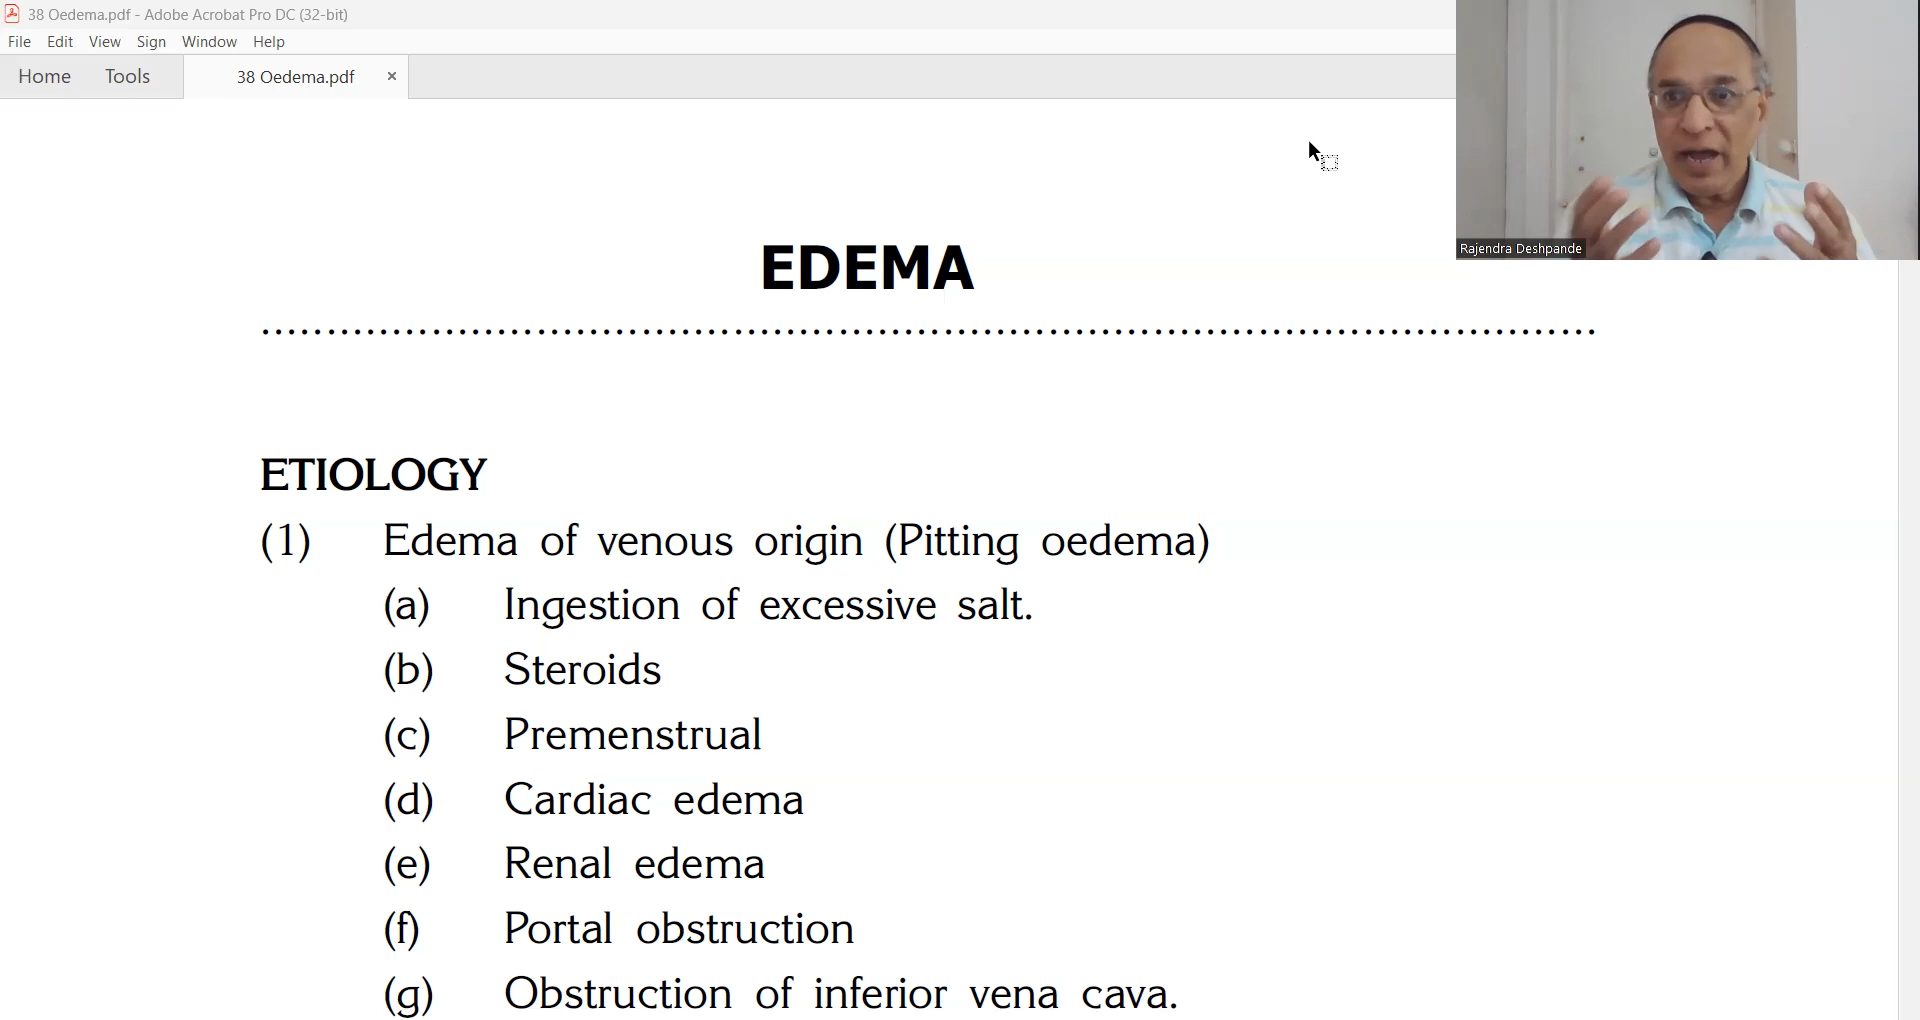 38 Oedema.pdf - Adobe Acrobat Pro DC (32-bit)
File Edit View Sign Window Help
Home Tools 38 Oedema.pdf ×
Rajendra Deshpande
EDEMA
ETIOLOGY
(1) Edema of venous origin (Pitting oedema)
(a) Ingestion of excessive salt.
(b) Steroids
(c) Premenstrual
(d) Cardiac edema
(e) Renal edema
(f) Portal obstruction
(g) Obstruction of inferior vena cava.